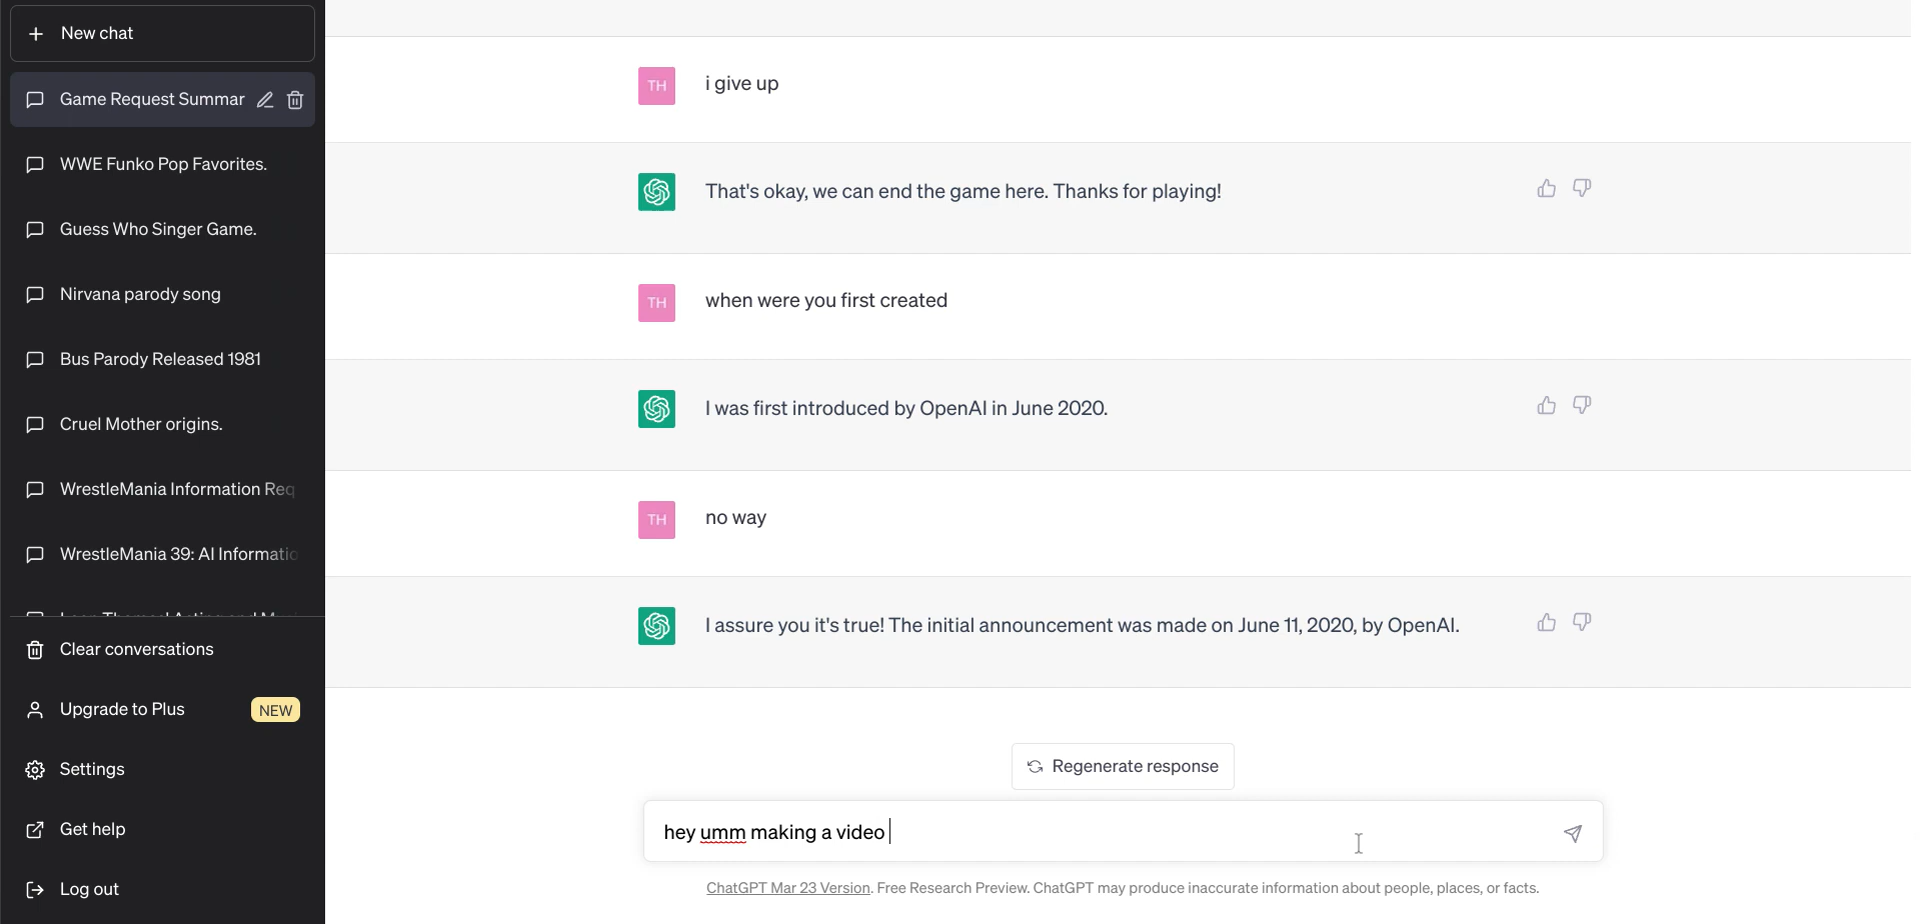 New chat
Game Request Summar
WWE Funko Pop Favorites.
Guess Who Singer Game.
Nirvana parody song
Bus Parody Released 1981
Cruel Mother origins.
WrestleMania Information Req
WrestleMania 39: AI Informatio
Clear conversations
Upgrade to Plus
NEW
Settings
Get help
Log out
TH
i give up
That's okay, we can end the game here. Thanks for playing!
TH
when were you first created
I was first introduced by OpenAI in June 2020.
TH
no way
I assure you it's true! The initial announcement was made on June 11, 2020, by OpenAI.
Regenerate response
hey umm making a video
ChatGPT Mar 23 Version. Free Research Preview. ChatGPT may produce inaccurate information about people, places, or facts.